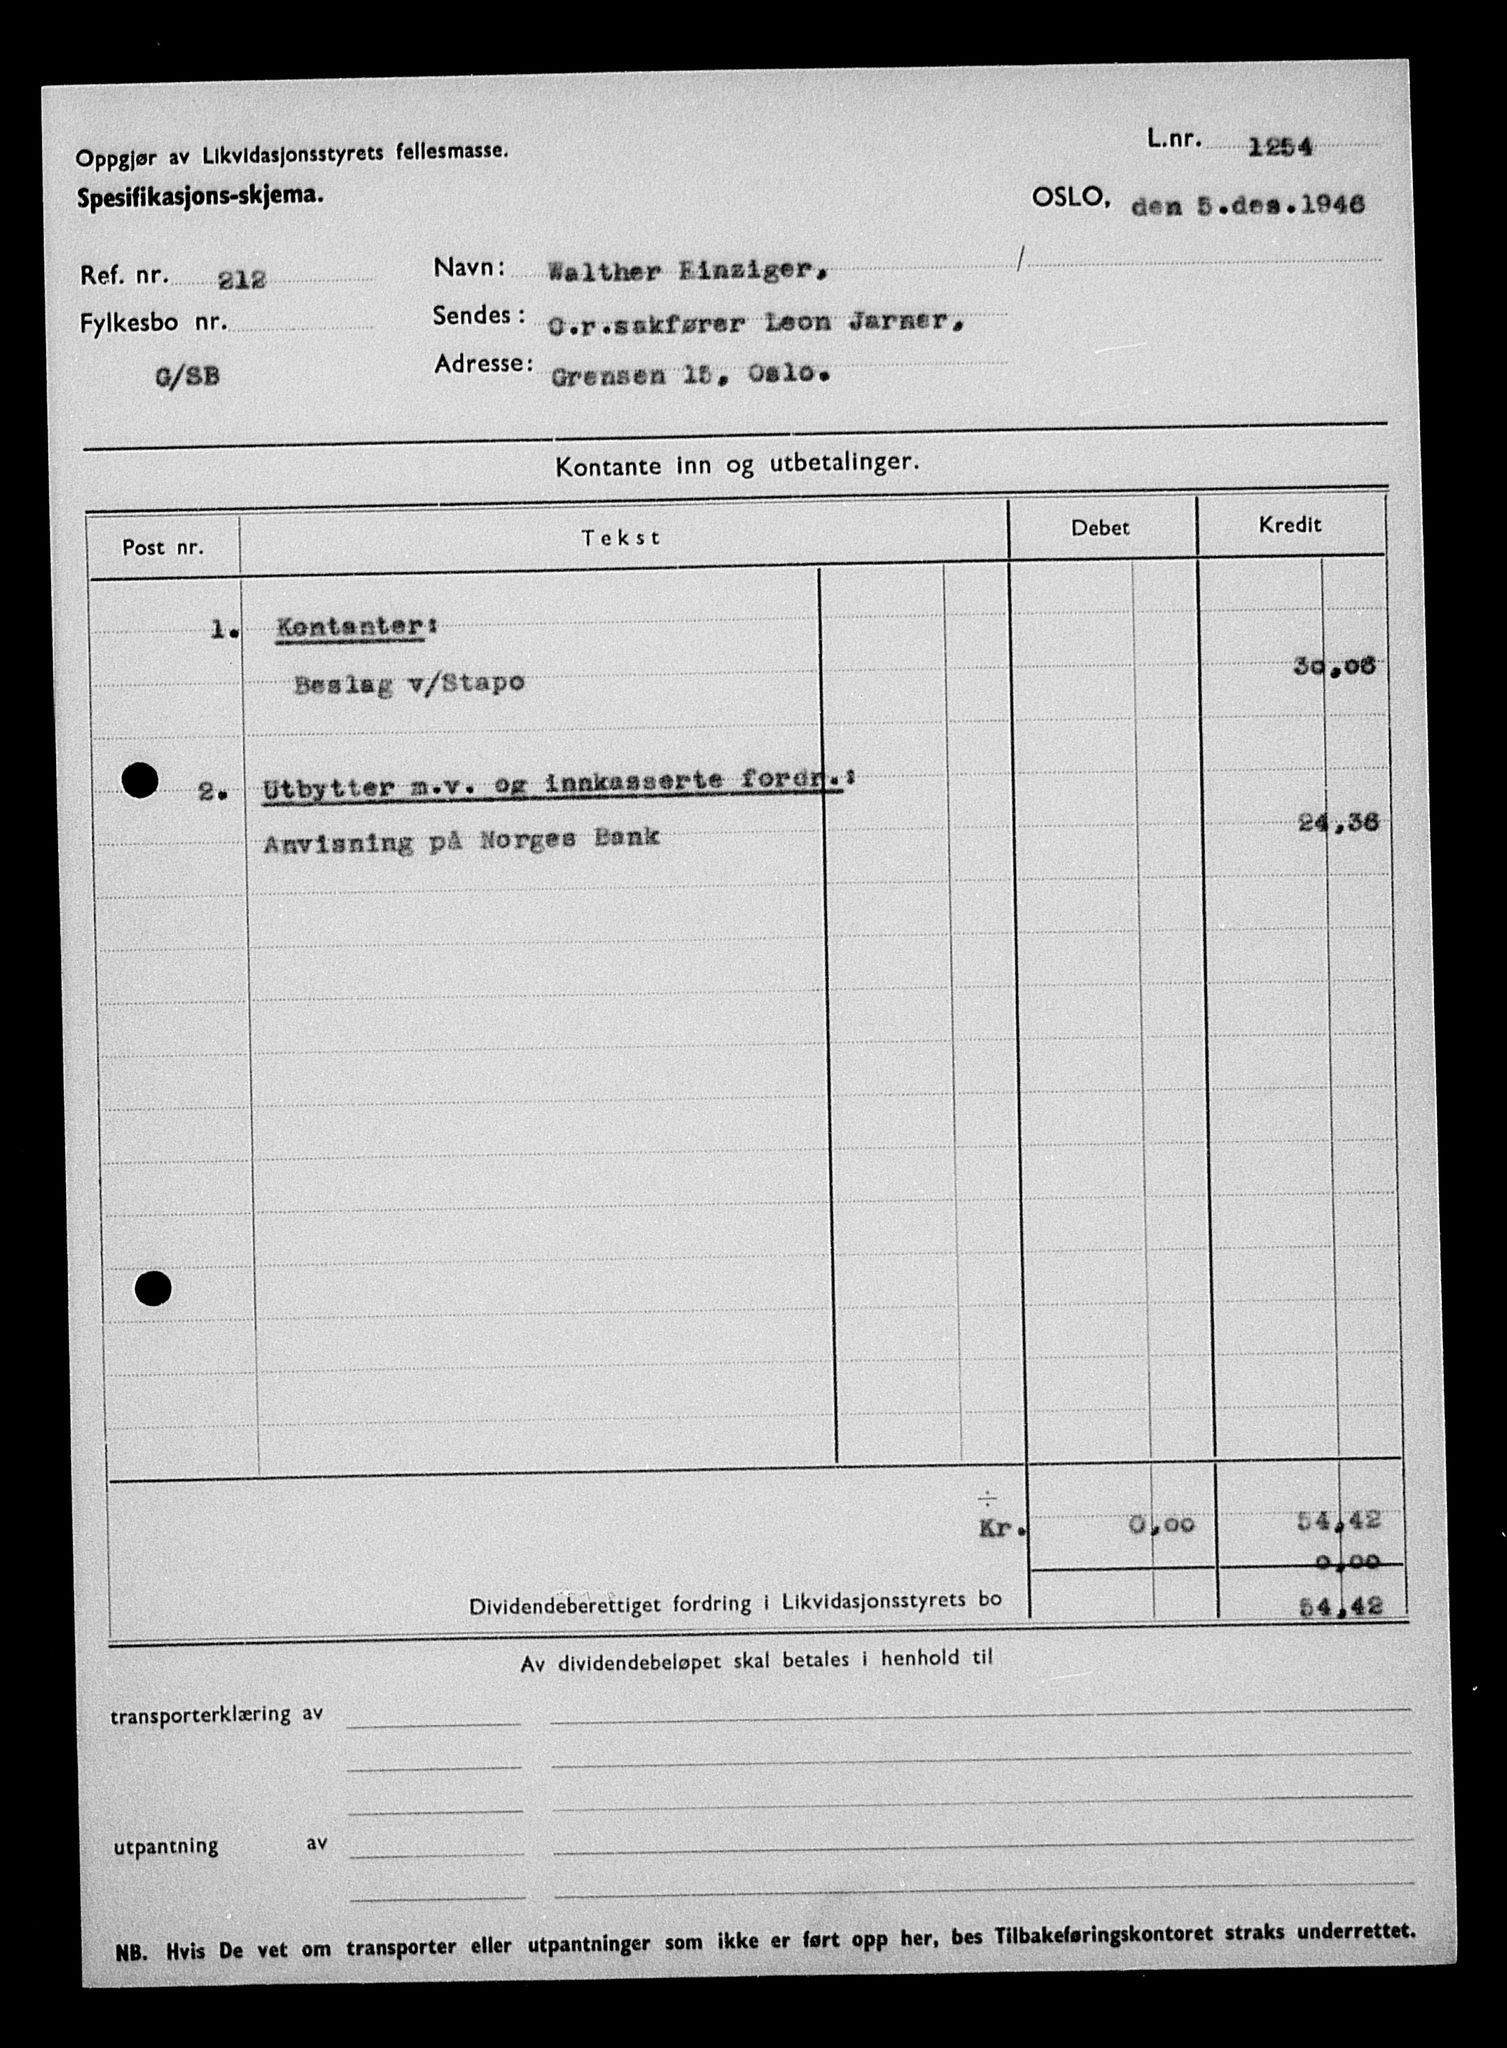 Oppgjør av Likvidasjonsstyrets fellesmasse.
L.nr. 1254
Spesifikasjons-skjema.
OSLO, den 5.des.1946
Ref. nr. 212
Navn: Walther Einziger. /
Fylkesbo nr.
Sendes: O.r.sakfører Leon Jarner.
G/SB
Adresse: Grensen 15, Oslo.
Kontante inn og utbetalinger.
Post nr. Tekst Debet Kredit
1. Kontanter:
Beslag v/Stapo 30,06
2. Utbytter m.v. og innkasserte fordr.:
Anvisning på Norges Bank 24,36
÷
Kr. 0,00 54,42
0,00
Dividendeberettiget fordring i Likvidasjonsstyrets bo 54,42
Av dividendebeløpet skal betales i henhold til
transporterklæring av
utpantning av
NB. Hvis De vet om transporter eller utpantninger som ikke er ført opp her, bes Tilbakeføringskontoret straks underrettet.